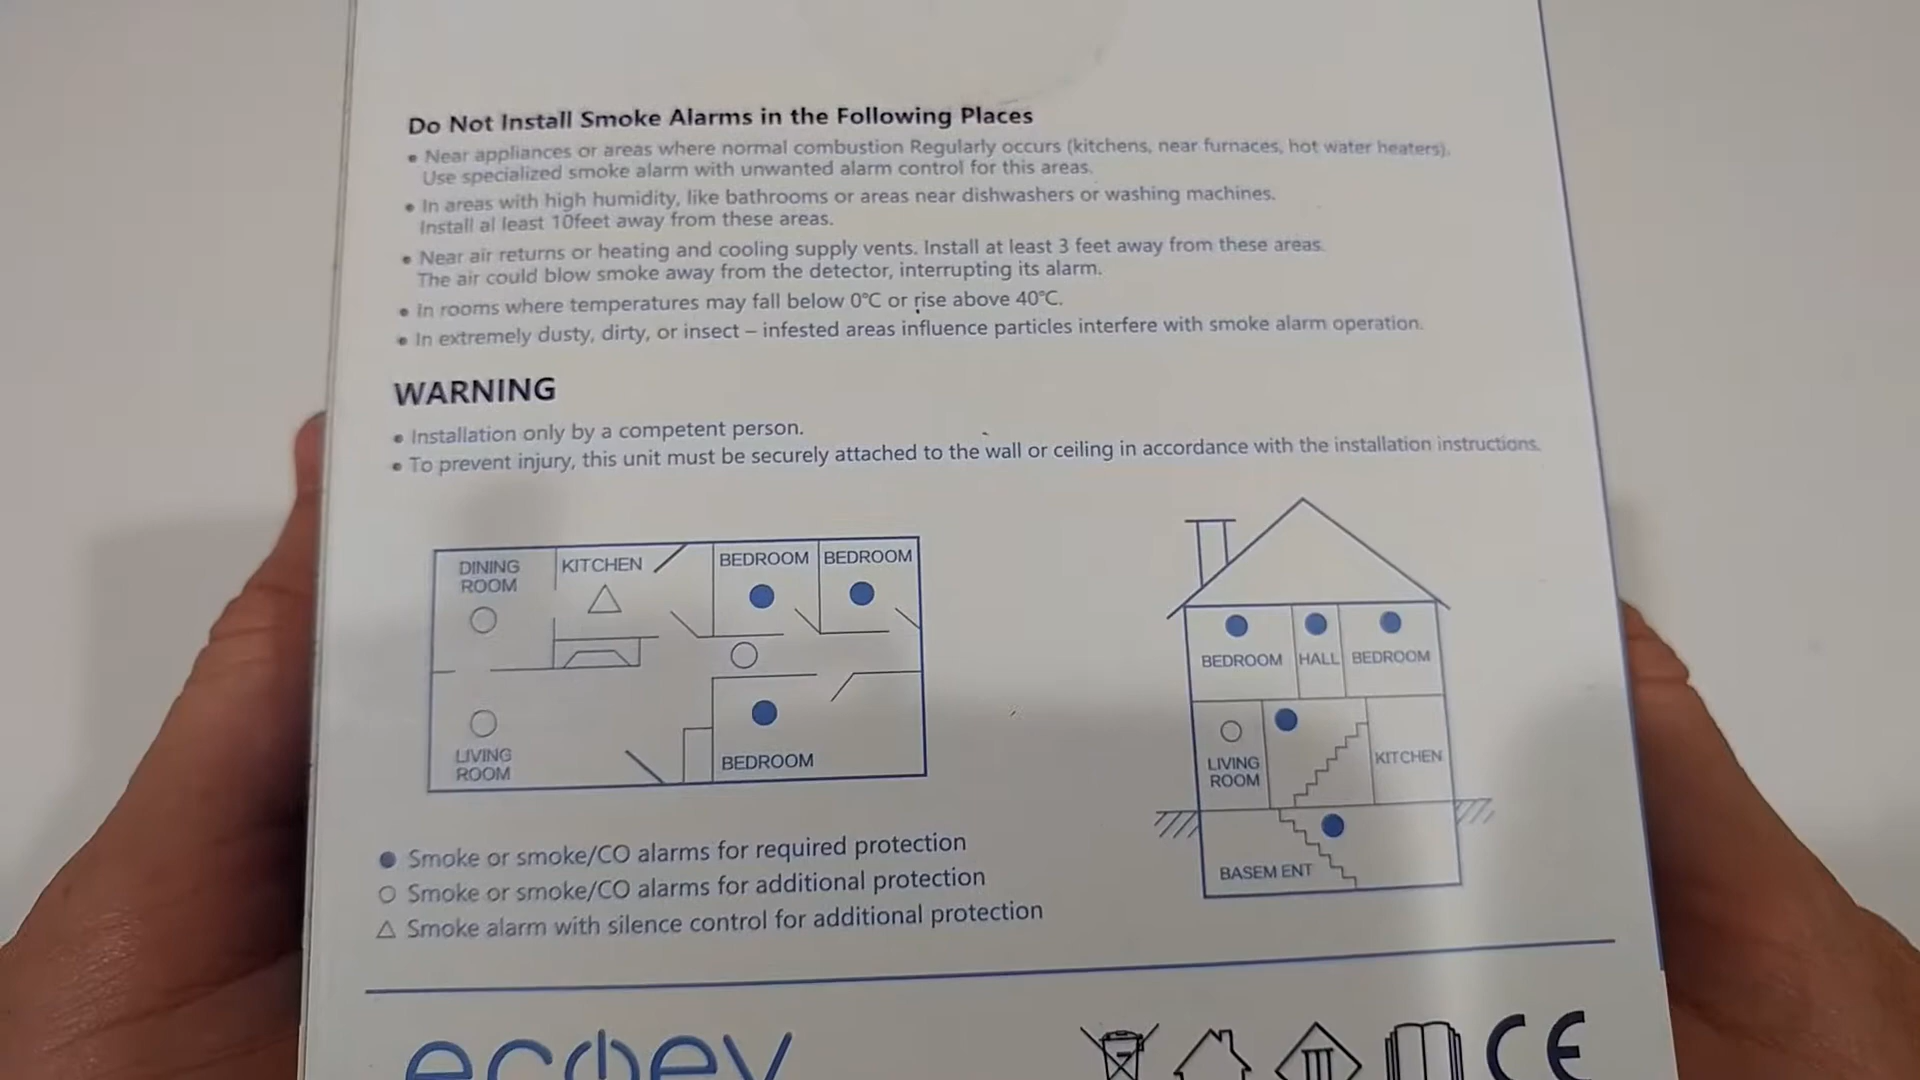 Do Not Install Smoke Alarms in the Following Places
• Near appliances or areas where normal combustion Regularly occurs (kitchens, near furnaces, hot water heaters).
Use specialized smoke alarm with unwanted alarm control for this areas.
• In areas with high humidity, like bathrooms or areas near dishwashers or washing machines.
Install al least 10feet away from these areas.
• Near air returns or heating and cooling supply vents. Install at least 3 feet away from these areas.
The air could blow smoke away from the detector, interrupting its alarm.
• In rooms where temperatures may fall below 0℃ or rise above 40℃.
• In extremely dusty, dirty, or insect – infested areas influence particles interfere with smoke alarm operation.
WARNING
• Installation only by a competent person.
• To prevent injury, this unit must be securely attached to the wall or ceiling in accordance with the installation instructions.
DINING
ROOM
KITCHEN
BEDROOM
BEDROOM
LIVING
ROOM
BEDROOM
BEDROOM
HALL
BEDROOM
LIVING
ROOM
KITCHEN
BASEM ENT
● Smoke or smoke/CO alarms for required protection
○ Smoke or smoke/CO alarms for additional protection
△ Smoke alarm with silence control for additional protection
CE